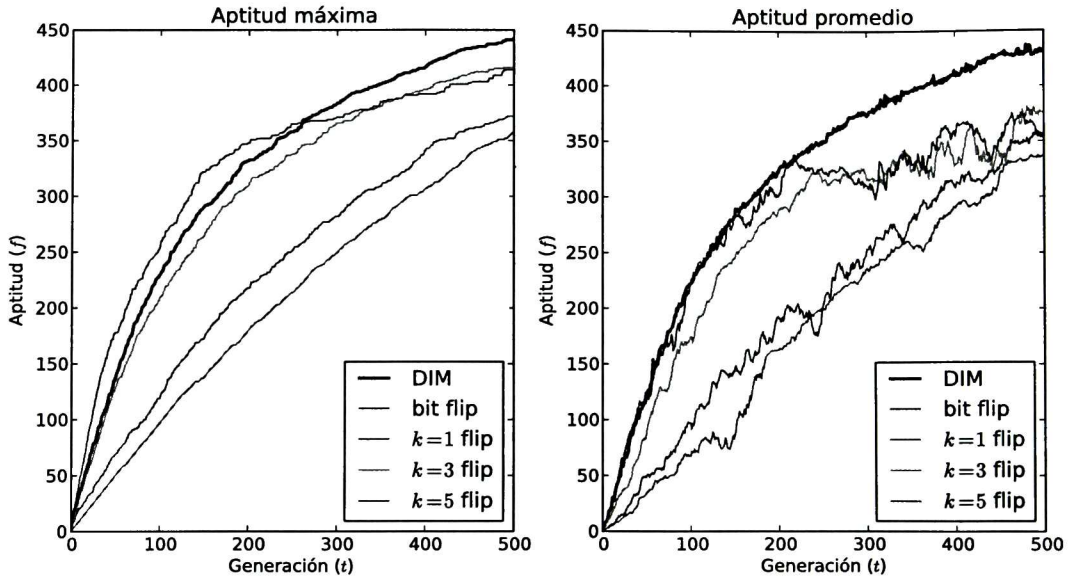 Aptitud máxima
450
400
350
300
250
200
150
100
50
0
Aptitud (f)
0 100 200 300 400 500
Generación (t)
DIM
bit flip
k=1 flip
k=3 flip
k=5 flip
Aptitud promedio
450
400
350
300
250
200
150
100
50
0
Aptitud (f)
0 100 200 300 400 500
Generación (t)
DIM
bit flip
k=1 flip
k=3 flip
k=5 flip